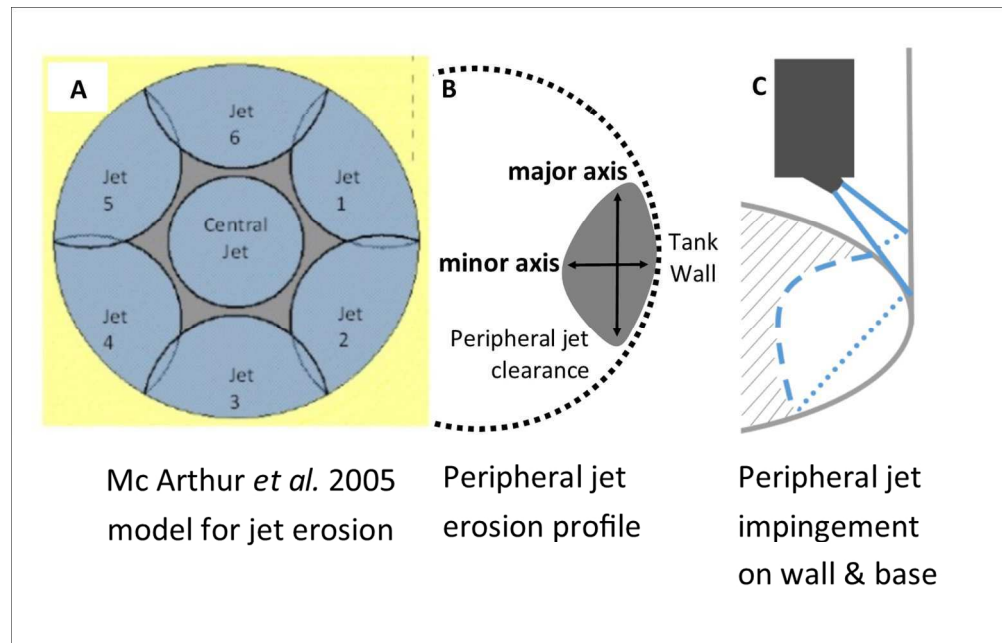 A
Jet
6
Jet
5
Jet
1
Central
Jet
Jet
4
Jet
2
Jet
3
B
major axis
minor axis
Tank
Wall
Peripheral jet
clearance
C
Mc Arthur et al. 2005
model for jet erosion
Peripheral jet
erosion profile
Peripheral jet
impingement
on wall & base